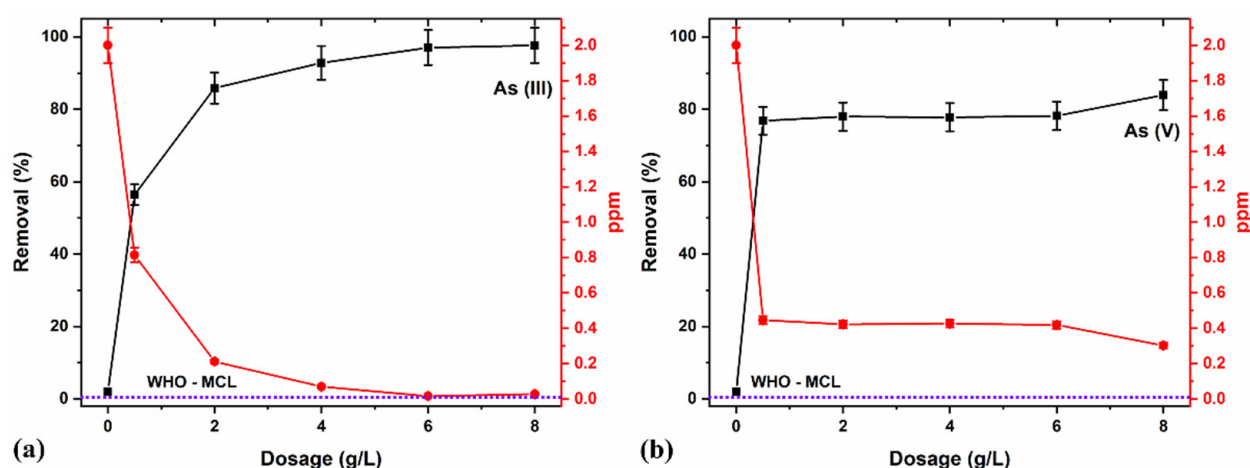 100
80
60
40
20
0
Removal (%)
2.0
1.8
1.6
1.4
1.2
1.0
0.8
0.6
0.4
0.2
0.0
ppm
As (III)
WHO - MCL
0 2 4 6 8
Dosage (g/L)
(a)
100
80
60
40
20
0
Removal (%)
2.0
1.8
1.6
1.4
1.2
1.0
0.8
0.6
0.4
0.2
0.0
ppm
As (V)
WHO - MCL
0 2 4 6 8
Dosage (g/L)
(b)